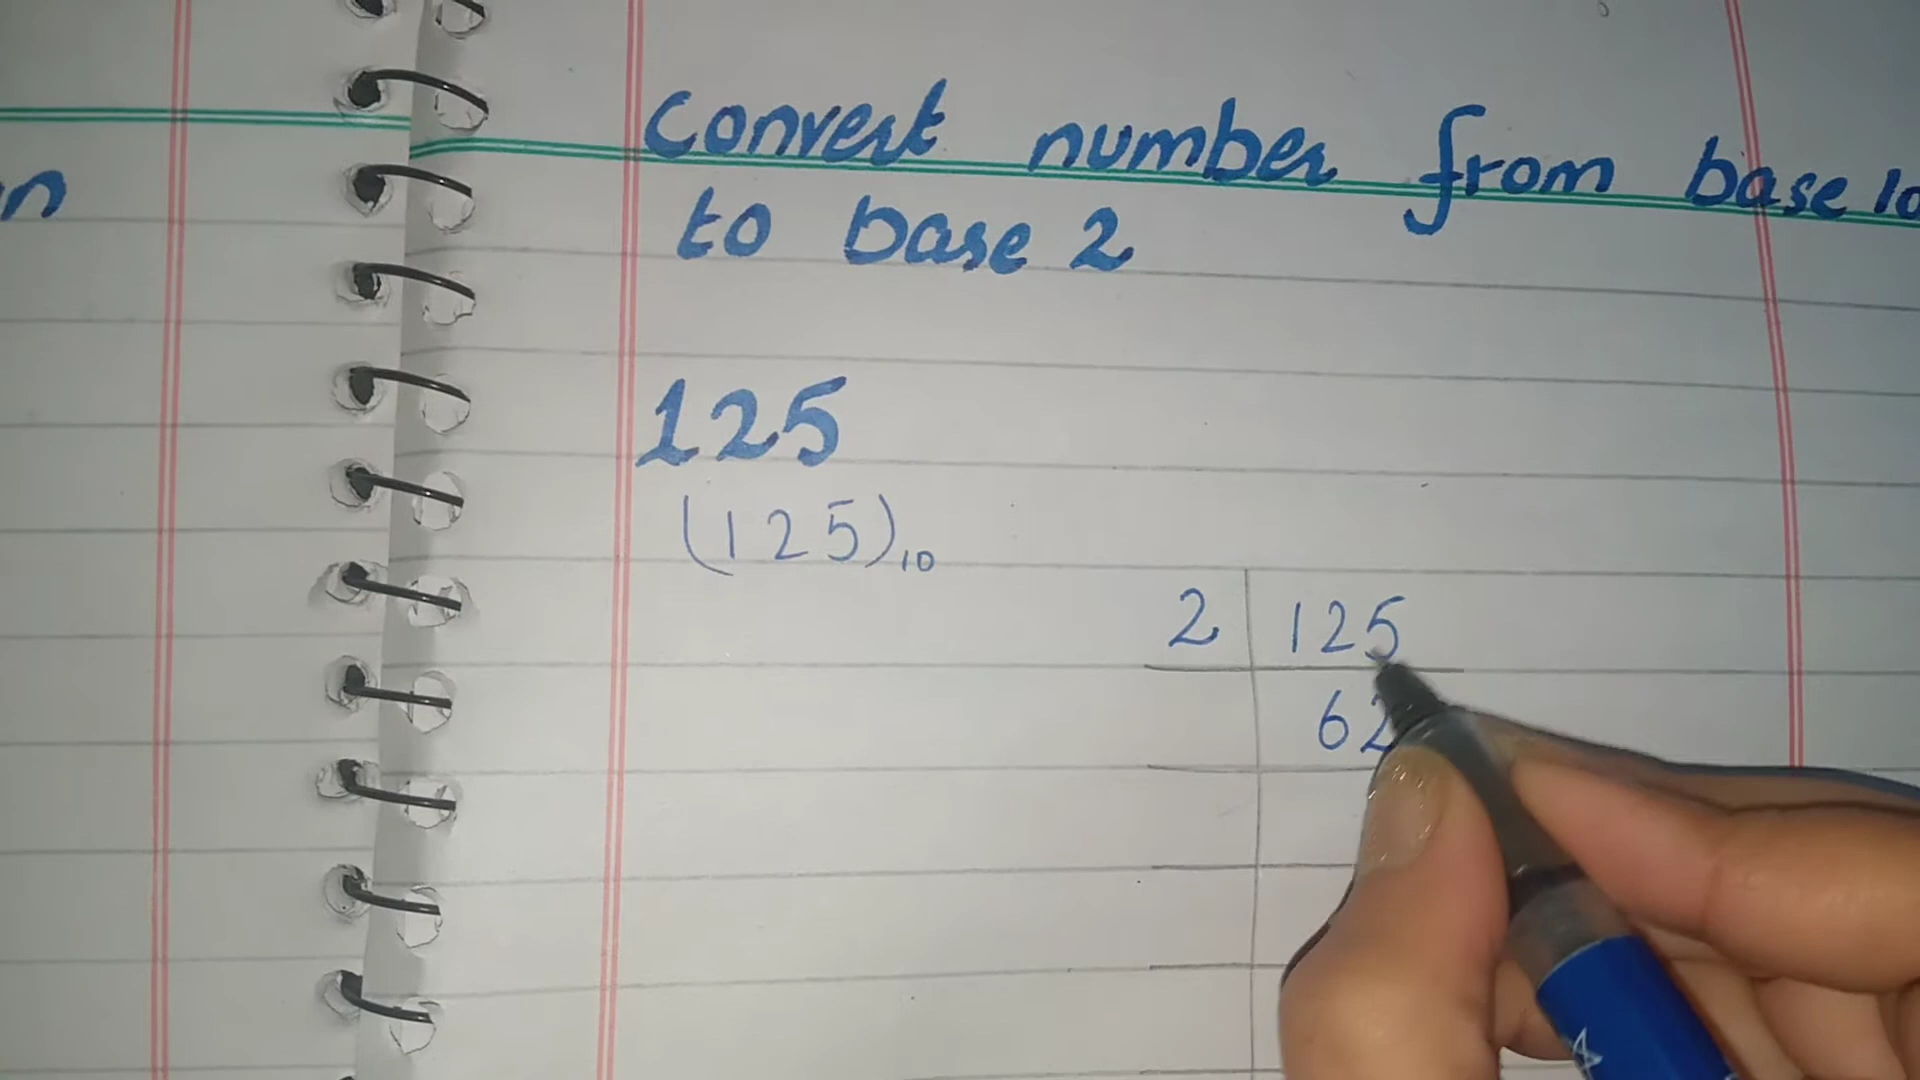 n
convert number from base 10
to base 2
125
(125)₁₀
2 125
62